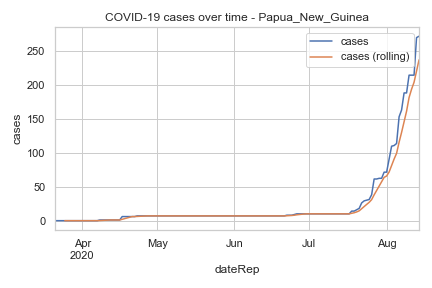 COVID-19 cases over time - Papua_New_Guinea
cases
cases (rolling)
cases
250
200
150
100
50
0
Apr
2020
May
Jun
Jul
Aug
dateRep